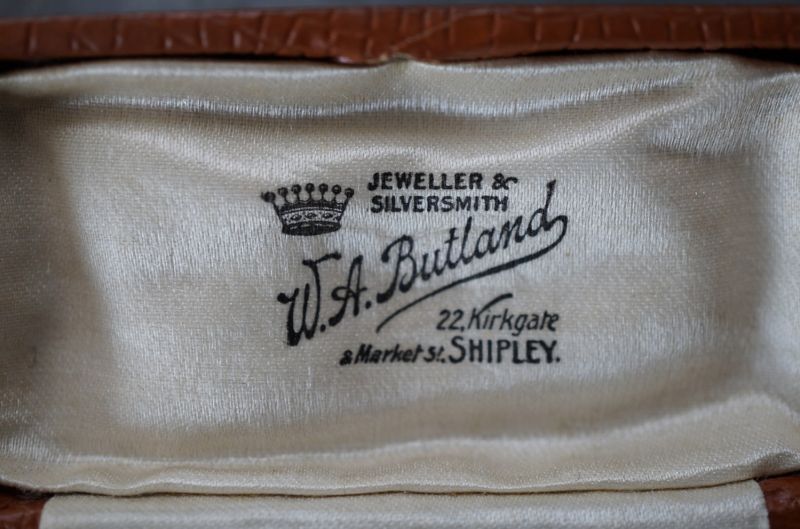 JEWELLER &
SILVERSMITH
W. A. Butland
22, Kirkgate
& Market St. SHIPLEY.